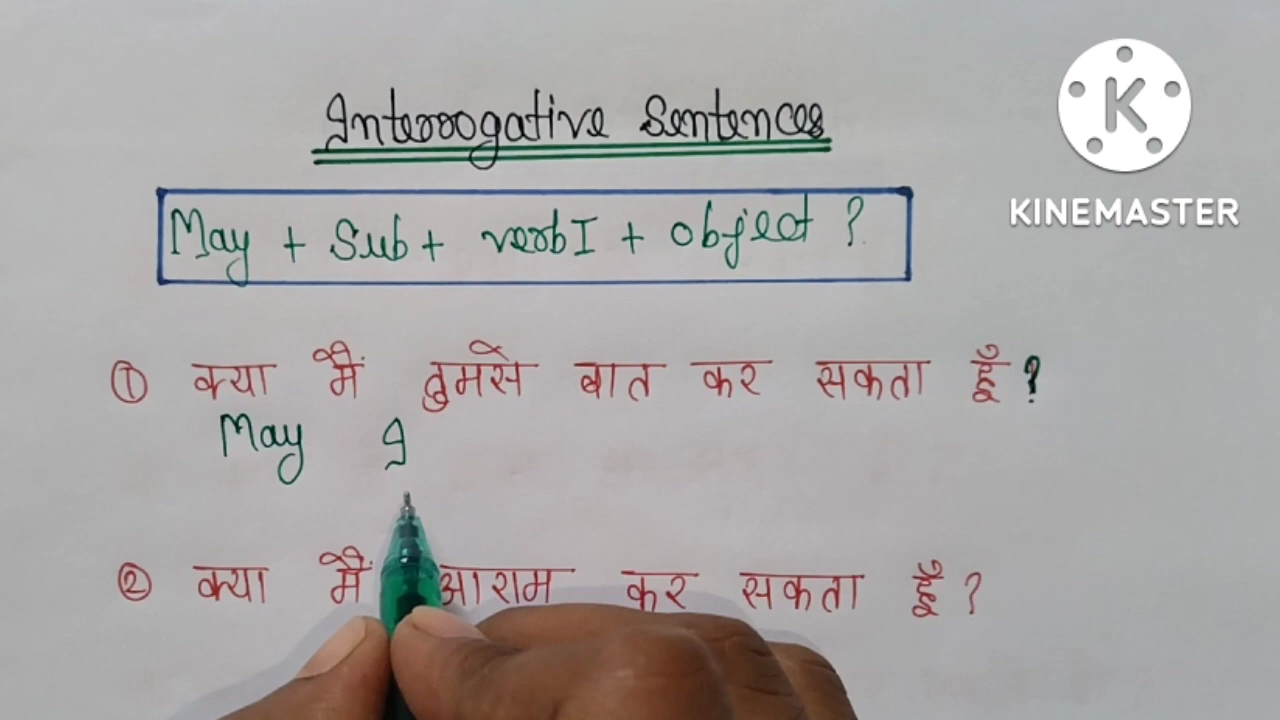 Interrogative Sentences
May + Sub + verb I + object ?
① क्या मैं तुमसे बात कर सकता हूँ ?
May I
② क्या मैं आराम कर सकता हूँ ?
KINEMASTER